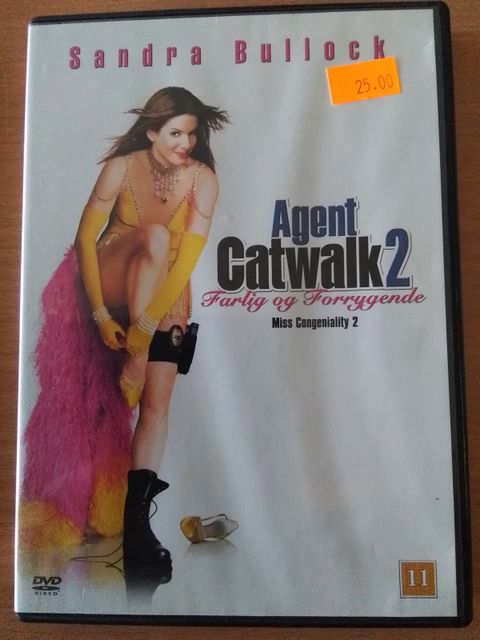 Sandra Bullock
25.00
Agent
Catwalk 2
Farlig og Forrygende
Miss Congeniality 2
DVD
VIDEO
11